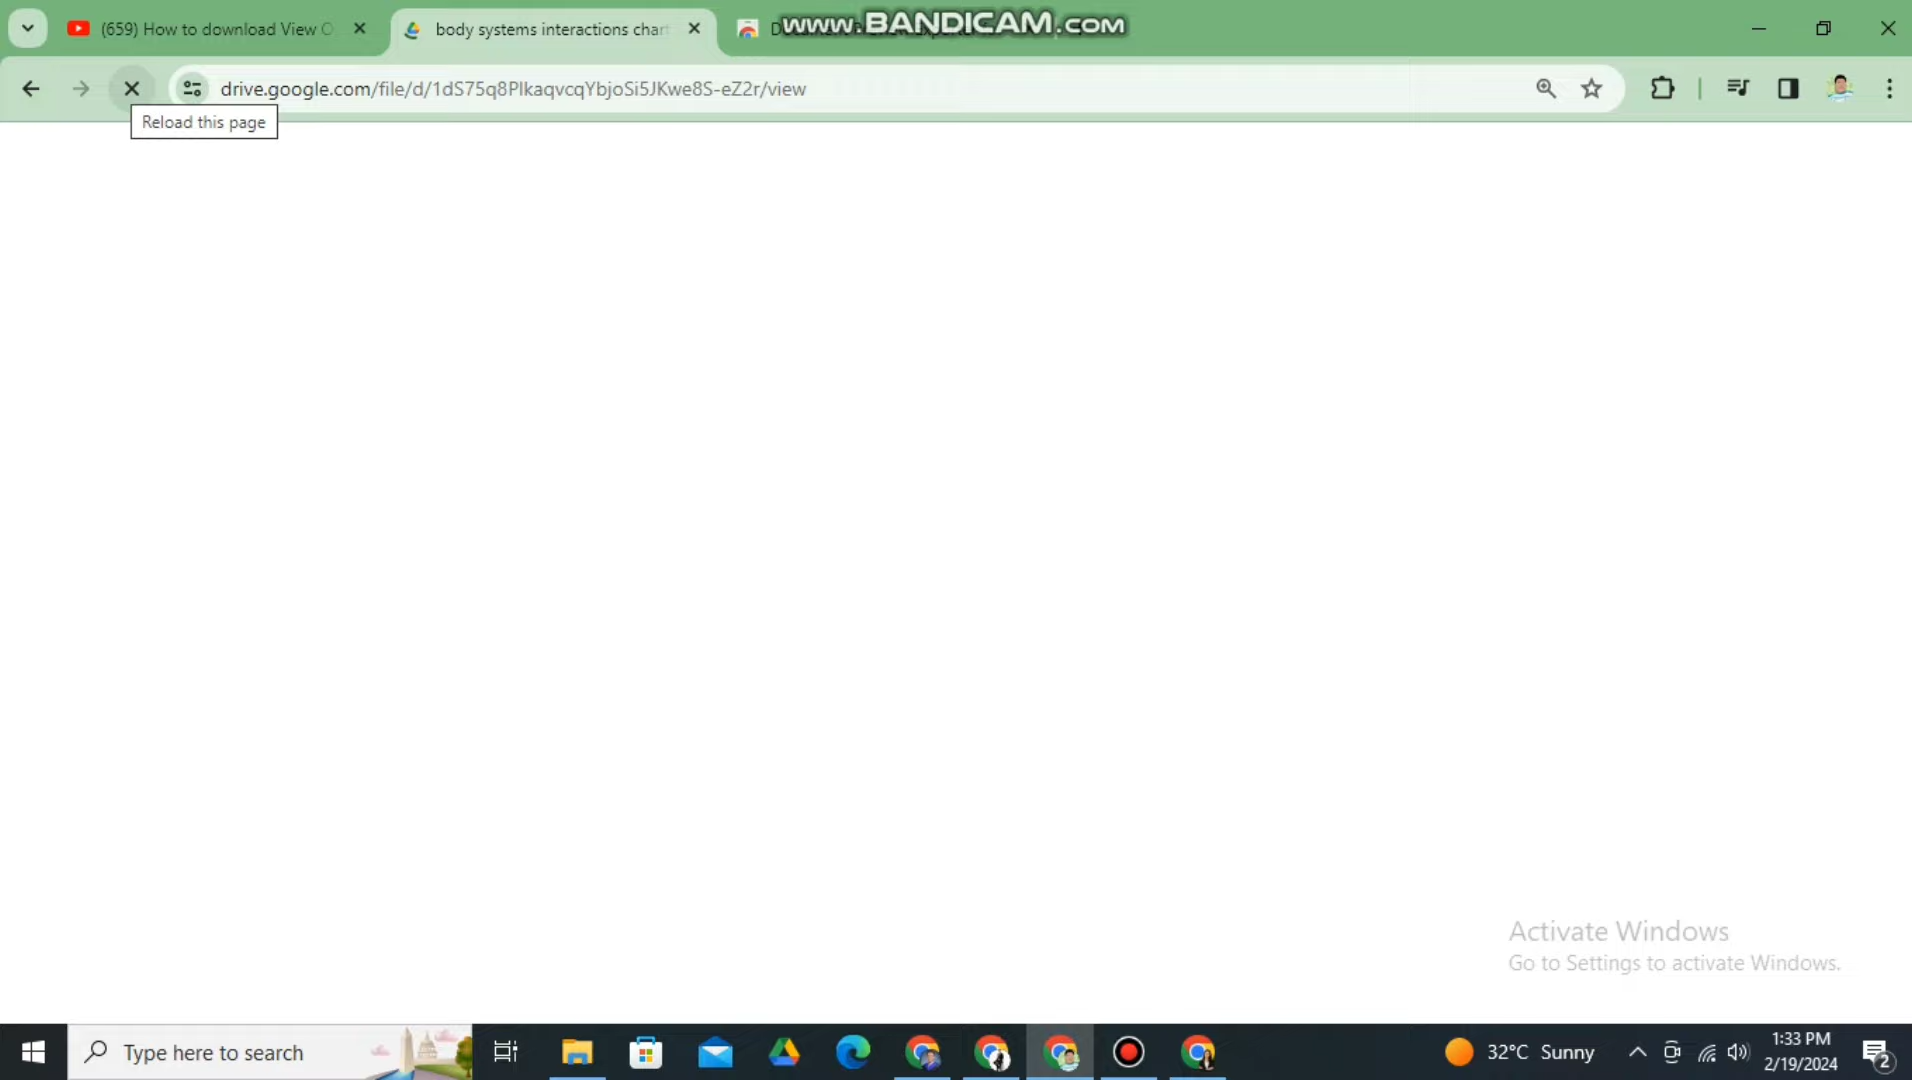 (659) How to download View O
body systems interactions chart
www.BANDICAM.com
drive.google.com/file/d/1dS75q8PlkaqvcqYbjoSi5JKwe8S-eZ2r/view
Reload this page
Activate Windows
Go to Settings to activate Windows.
Type here to search
32°C Sunny
1:33 PM
2/19/2024
2